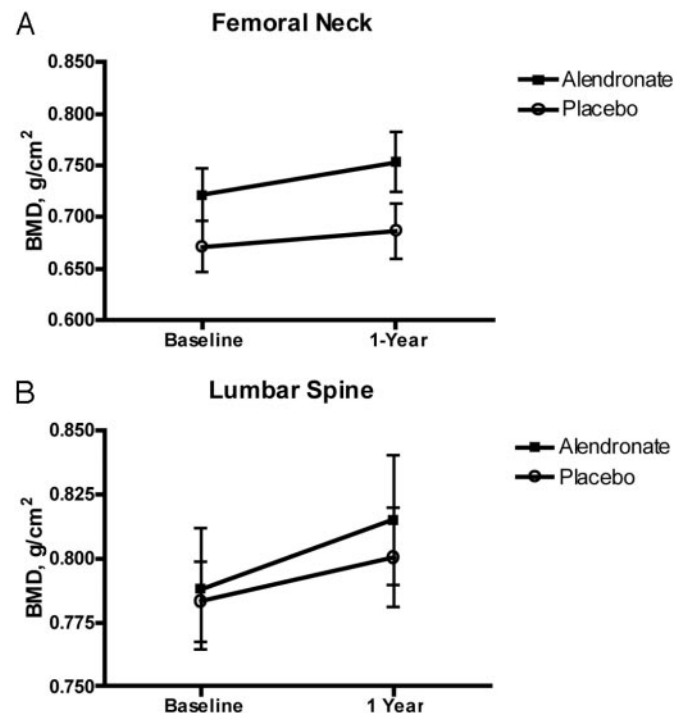 A
Femoral Neck
BMD, g/cm²
0.850
0.800
0.750
0.700
0.650
0.600
Baseline
1-Year
Alendronate
Placebo
B
Lumbar Spine
BMD, g/cm²
0.850
0.825
0.800
0.775
0.750
Baseline
1 Year
Alendronate
Placebo